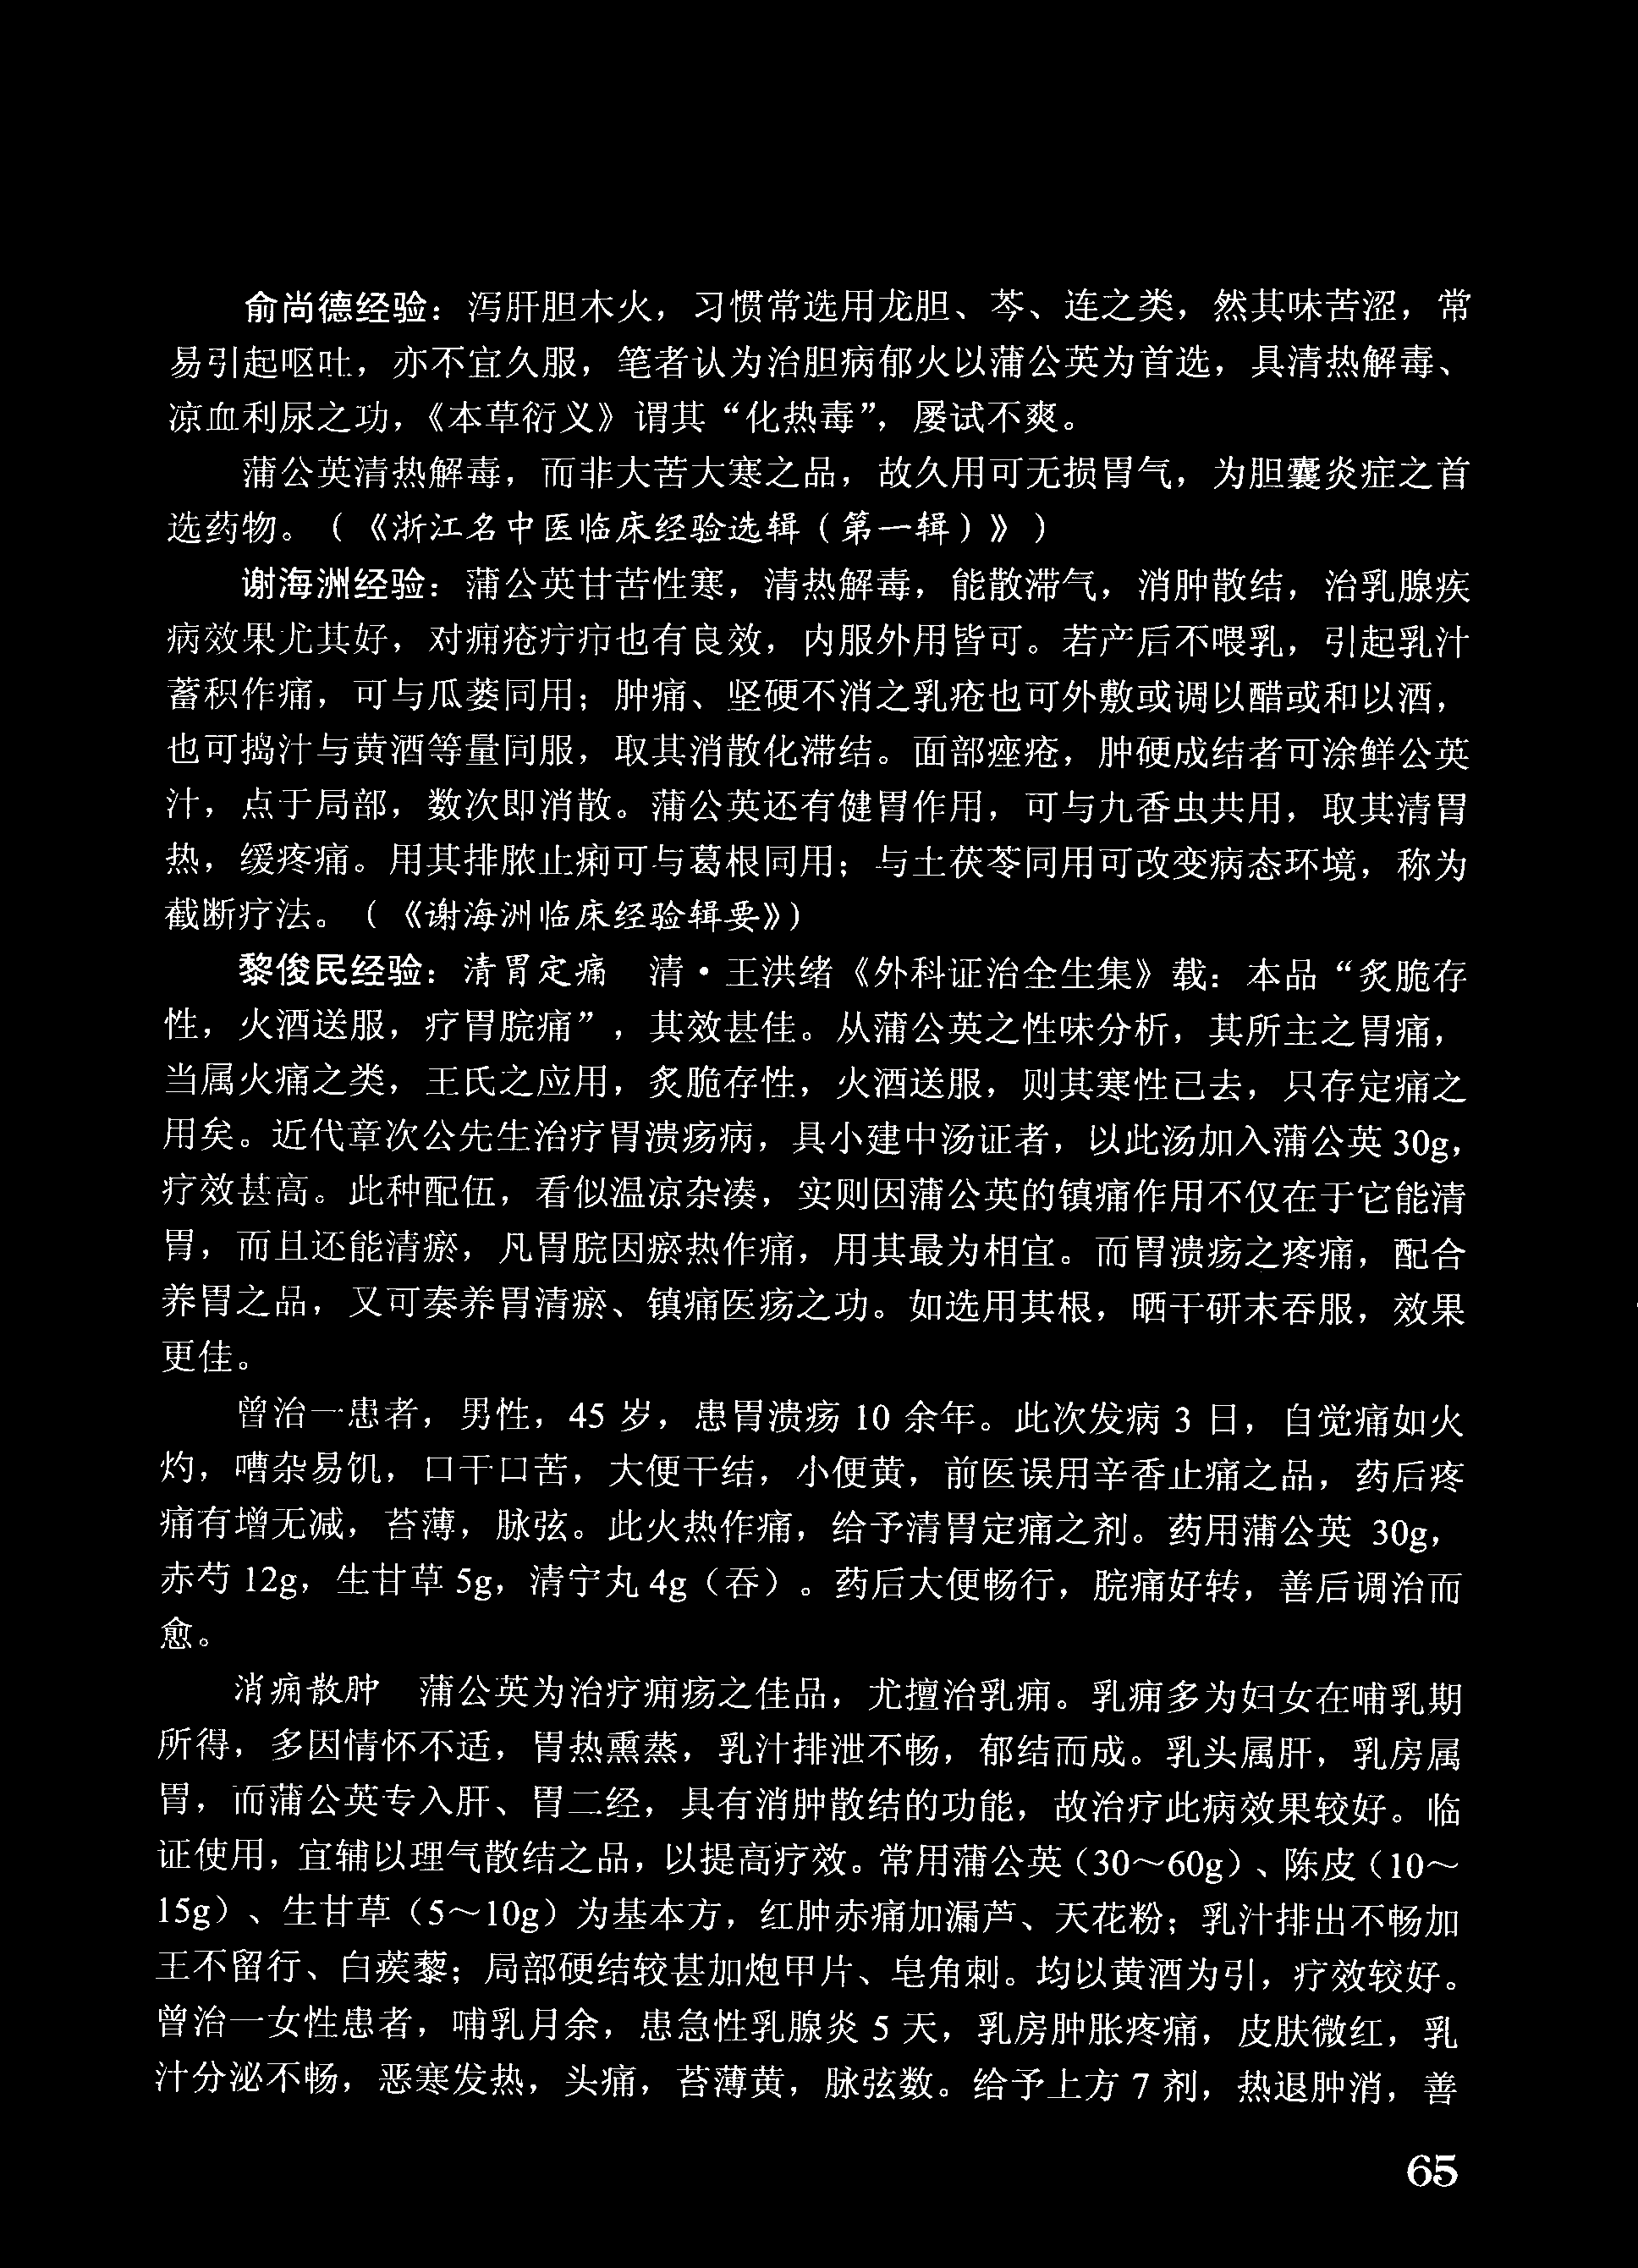 俞尚德经验：泻肝胆木火，习惯常选用龙胆、芩、连之类，然其味苦涩，常
易引起呕吐，亦不宜久服，笔者认为治胆病郁火以蒲公英为首选，具清热解毒、
凉血利尿之功，《本草衍义》谓其“化热毒”，屡试不爽。
蒲公英清热解毒，而非大苦大寒之品，故久用可无损胃气，为胆囊炎症之首
选药物。（《浙江名中医临床经验选辑（第一辑）》）
谢海洲经验：蒲公英甘苦性寒，清热解毒，能散滞气，消肿散结，治乳腺疾
病效果尤其好，对痈疮疔疖也有良效，内服外用皆可。若产后不喂乳，引起乳汁
蓄积作痛，可与瓜蒌同用；肿痛、坚硬不消之乳疮也可外敷或调以醋或和以酒，
也可捣汁与黄酒等量同服，取其消散化滞结。面部痤疮，肿硬成结者可涂鲜公英
汁，点于局部，数次即消散。蒲公英还有健胃作用，可与九香虫共用，取其清胃
热，缓疼痛。用其排脓止痢可与葛根同用；与土茯苓同用可改变病态环境，称为
截断疗法。（《谢海洲临床经验辑要》）
黎俊民经验：清胃定痛　清·王洪绪《外科证治全生集》载：本品“炙脆存
性，火酒送服，疗胃脘痛”，其效甚佳。从蒲公英之性味分析，其所主之胃痛，
当属火痛之类，王氏之应用，炙脆存性，火酒送服，则其寒性已去，只存定痛之
用矣。近代章次公先生治疗胃溃疡病，具小建中汤证者，以此汤加入蒲公英 30g，
疗效甚高。此种配伍，看似温凉杂凑，实则因蒲公英的镇痛作用不仅在于它能清
胃，而且还能清瘀，凡胃脘因瘀热作痛，用其最为相宜。而胃溃疡之疼痛，配合
养胃之品，又可奏养胃清瘀、镇痛医疡之功。如选用其根，晒干研末吞服，效果
更佳。
曾治一患者，男性，45 岁，患胃溃疡 10 余年。此次发病 3 日，自觉痛如火
灼，嘈杂易饥，口干口苦，大便干结，小便黄，前医误用辛香止痛之品，药后疼
痛有增无减，苔薄，脉弦。此火热作痛，给予清胃定痛之剂。药用蒲公英 30g，
赤芍 12g，生甘草 5g，清宁丸 4g（吞）。药后大便畅行，脘痛好转，善后调治而
愈。
消痈散肿　蒲公英为治疗痈疡之佳品，尤擅治乳痈。乳痈多为妇女在哺乳期
所得，多因情怀不适，胃热熏蒸，乳汁排泄不畅，郁结而成。乳头属肝，乳房属
胃，而蒲公英专入肝、胃二经，具有消肿散结的功能，故治疗此病效果较好。临
证使用，宜辅以理气散结之品，以提高疗效。常用蒲公英（30～60g）、陈皮（10～
15g）、生甘草（5～10g）为基本方，红肿赤痛加漏芦、天花粉；乳汁排出不畅加
王不留行、白蒺藜；局部硬结较甚加炮甲片、皂角刺。均以黄酒为引，疗效较好。
曾治一女性患者，哺乳月余，患急性乳腺炎 5 天，乳房肿胀疼痛，皮肤微红，乳
汁分泌不畅，恶寒发热，头痛，苔薄黄，脉弦数。给予上方 7 剂，热退肿消，善
65